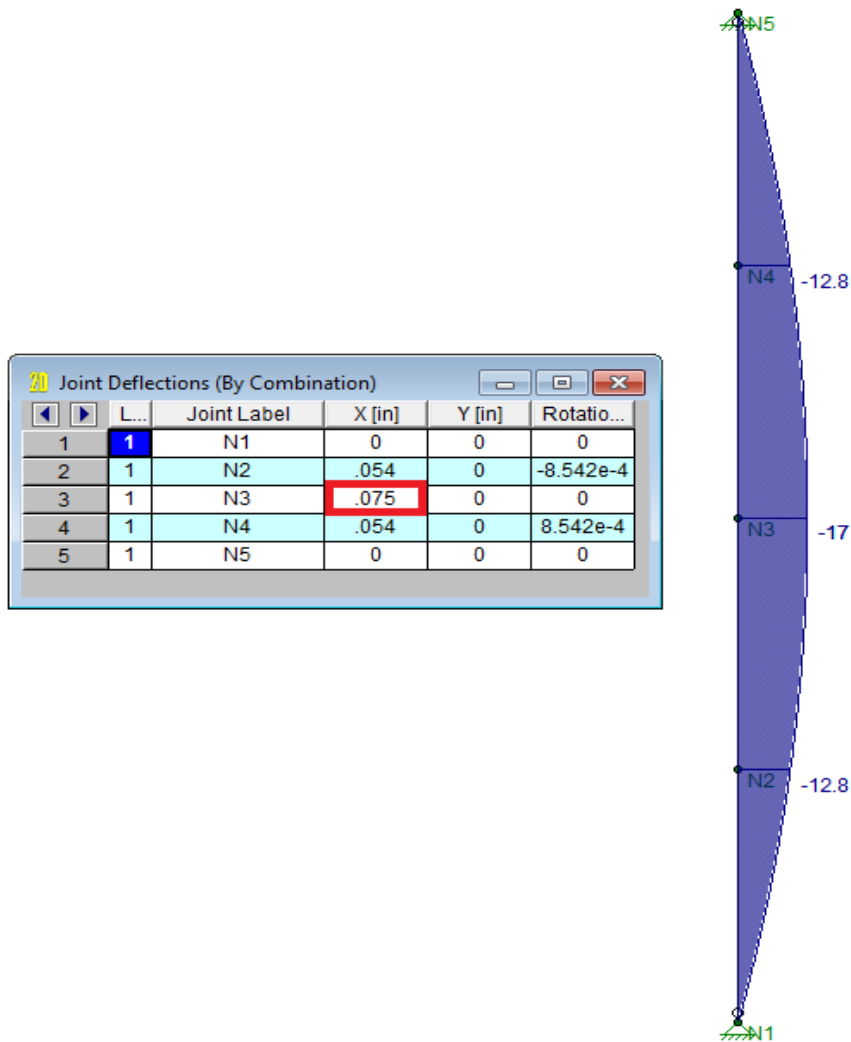 N5
N4 -12.8
20 Joint Deflections (By Combination)
L... Joint Label X [in] Y [in] Rotatio...
1 1 N1 0 0 0
2 1 N2 .054 0 -8.542e-4
3 1 N3 .075 0 0
4 1 N4 .054 0 8.542e-4
5 1 N5 0 0 0
N3 -17
N2 -12.8
N1